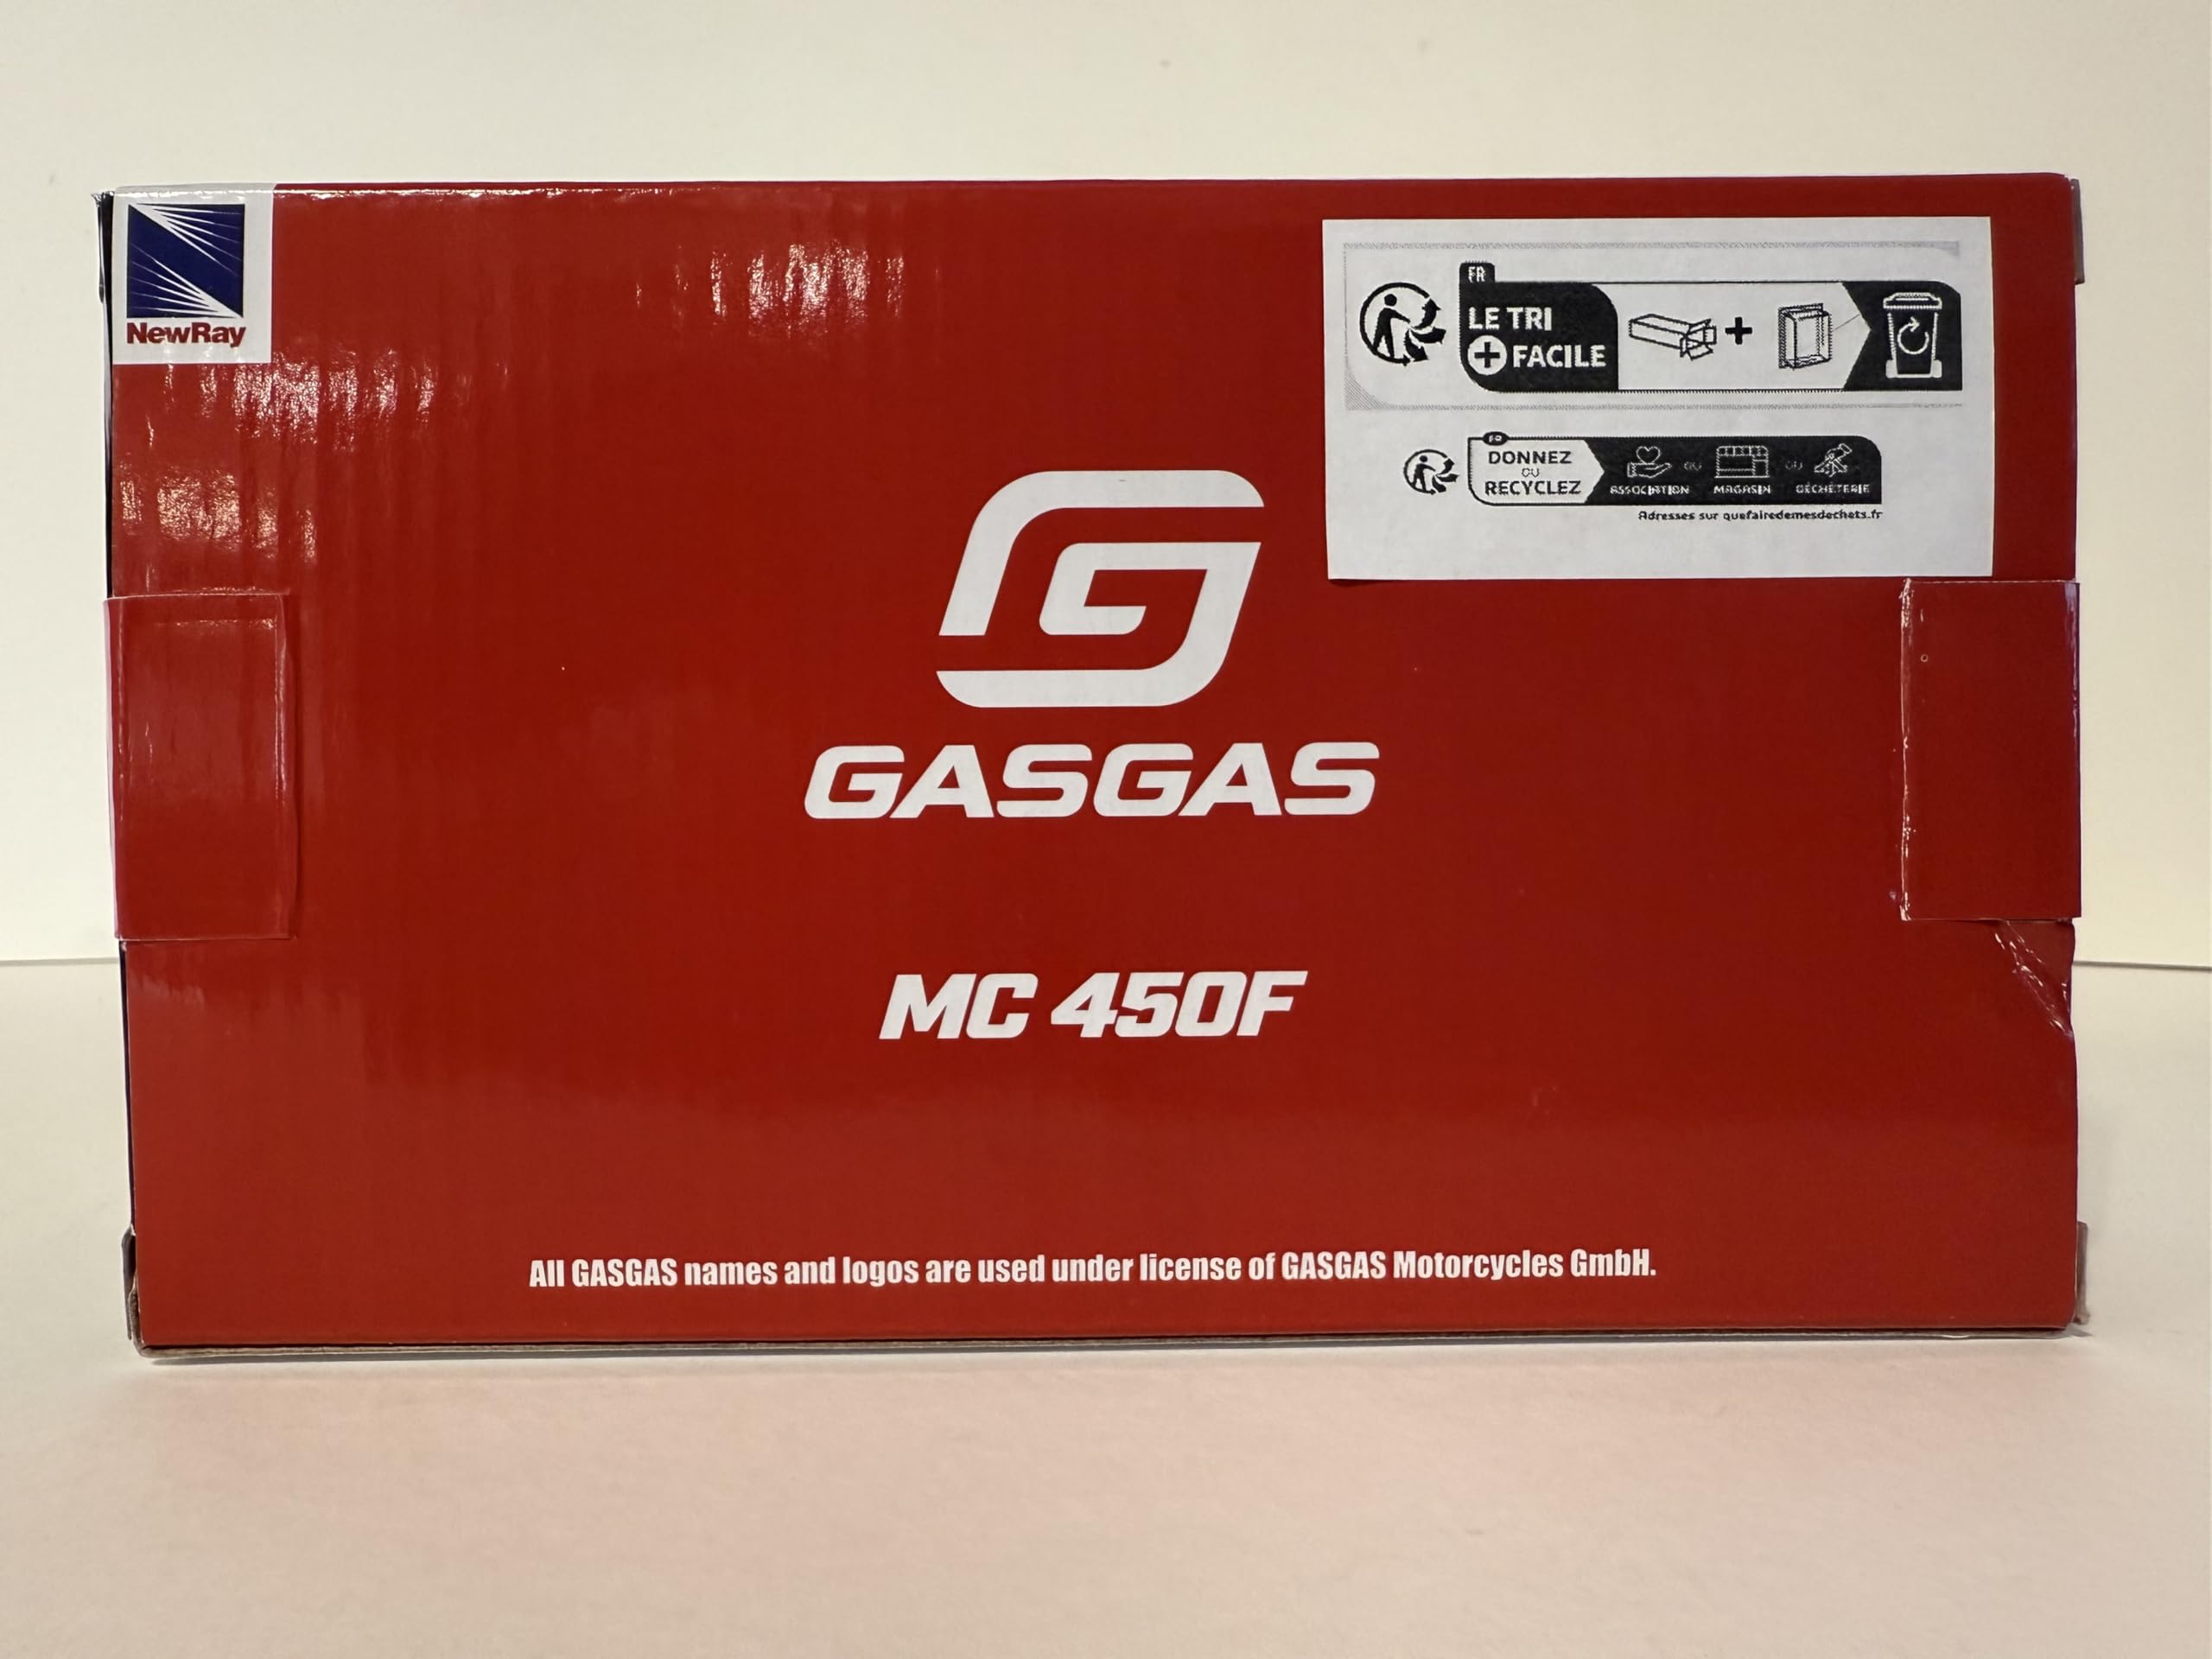 NewRay
FR
LE TRI
+ FACILE
+
FR
DONNEZ
OU
RECYCLEZ
ASSOCIATION OU MAGASIN OU DÉCHÈTERIE
Adresses sur quefairedemesdechets.fr
GASGAS
MC 450F
All GASGAS names and logos are used under license of GASGAS Motorcycles GmbH.